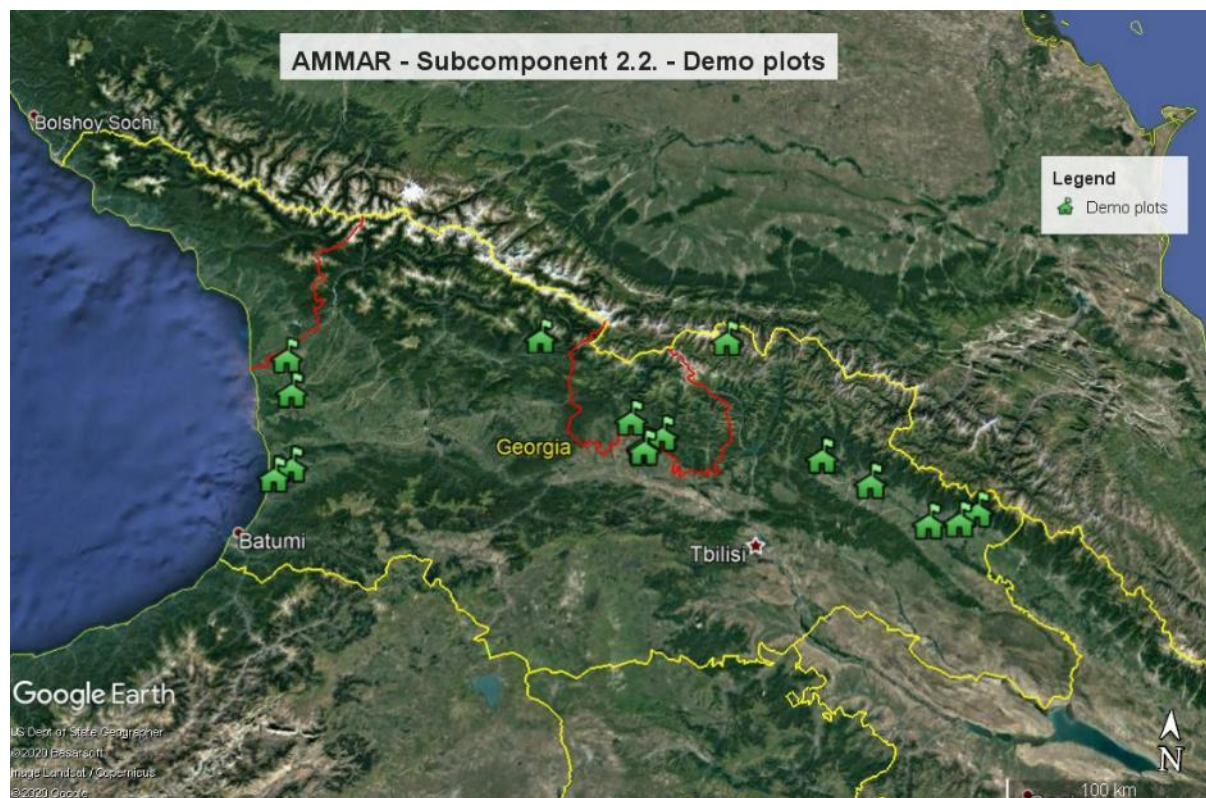 AMMAR - Subcomponent 2.2. - Demo plots
Bolshoy Sochi
Legend
Demo plots
Georgia
Batumi
Tbilisi
Google Earth
US Dept of State Geographer
©2020 Basarsoft
Image Landsat / Copernicus
©2020 Google
N
100 km